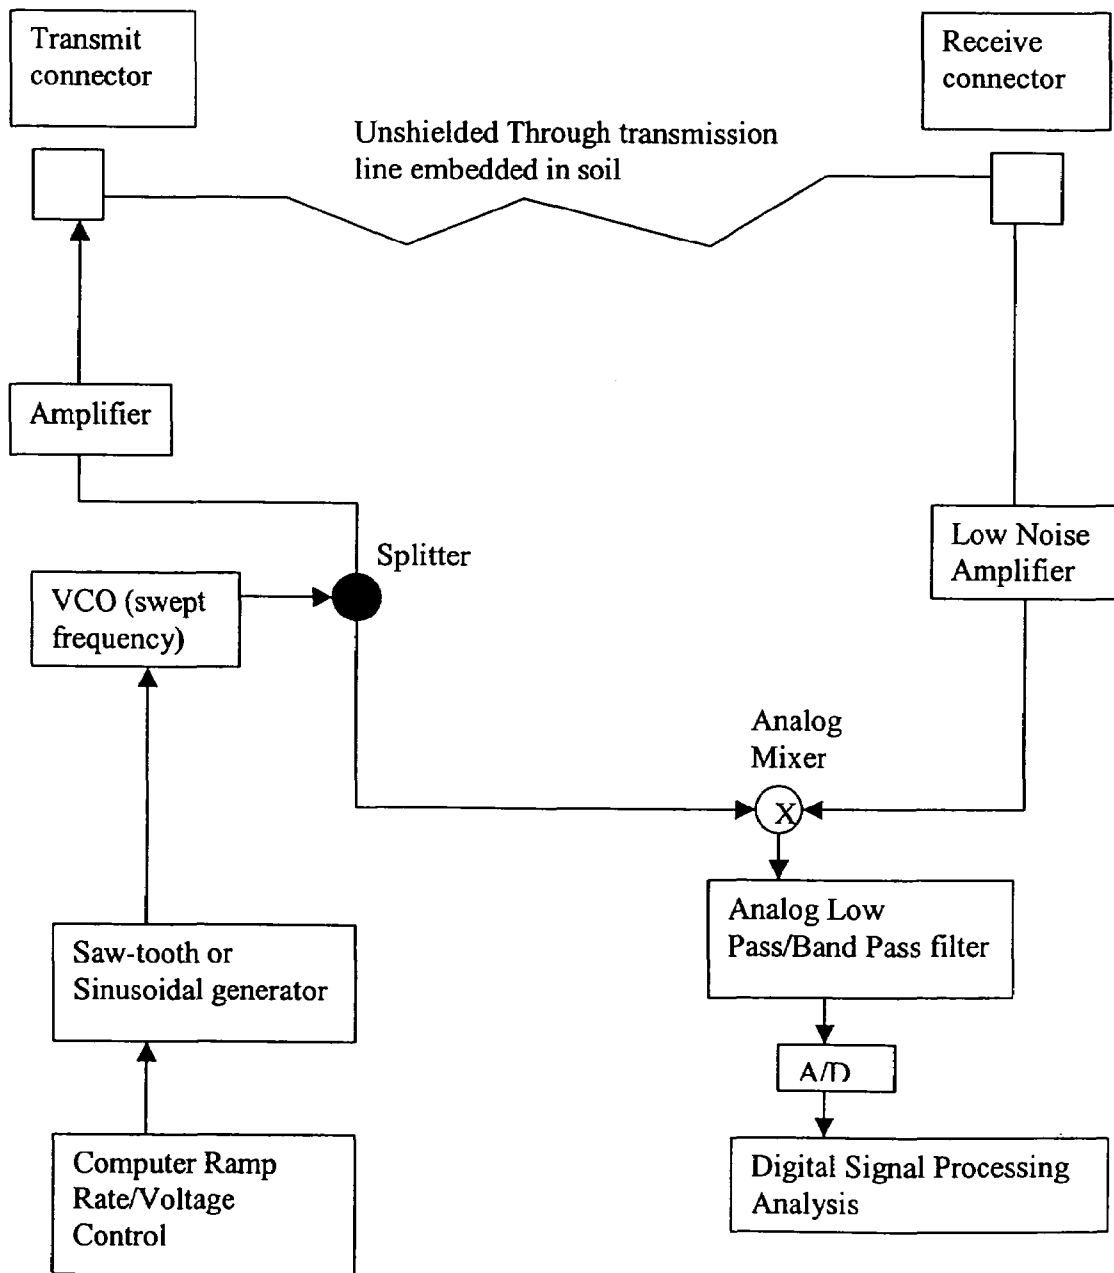 Transmit
connector
Receive
connector
Unshielded Through transmission
line embedded in soil
Amplifier
Splitter
Low Noise
Amplifier
VCO (swept
frequency)
Analog
Mixer
X
Analog Low
Pass/Band Pass filter
Saw-tooth or
Sinusoidal generator
A/D
Computer Ramp
Rate/Voltage
Control
Digital Signal Processing
Analysis